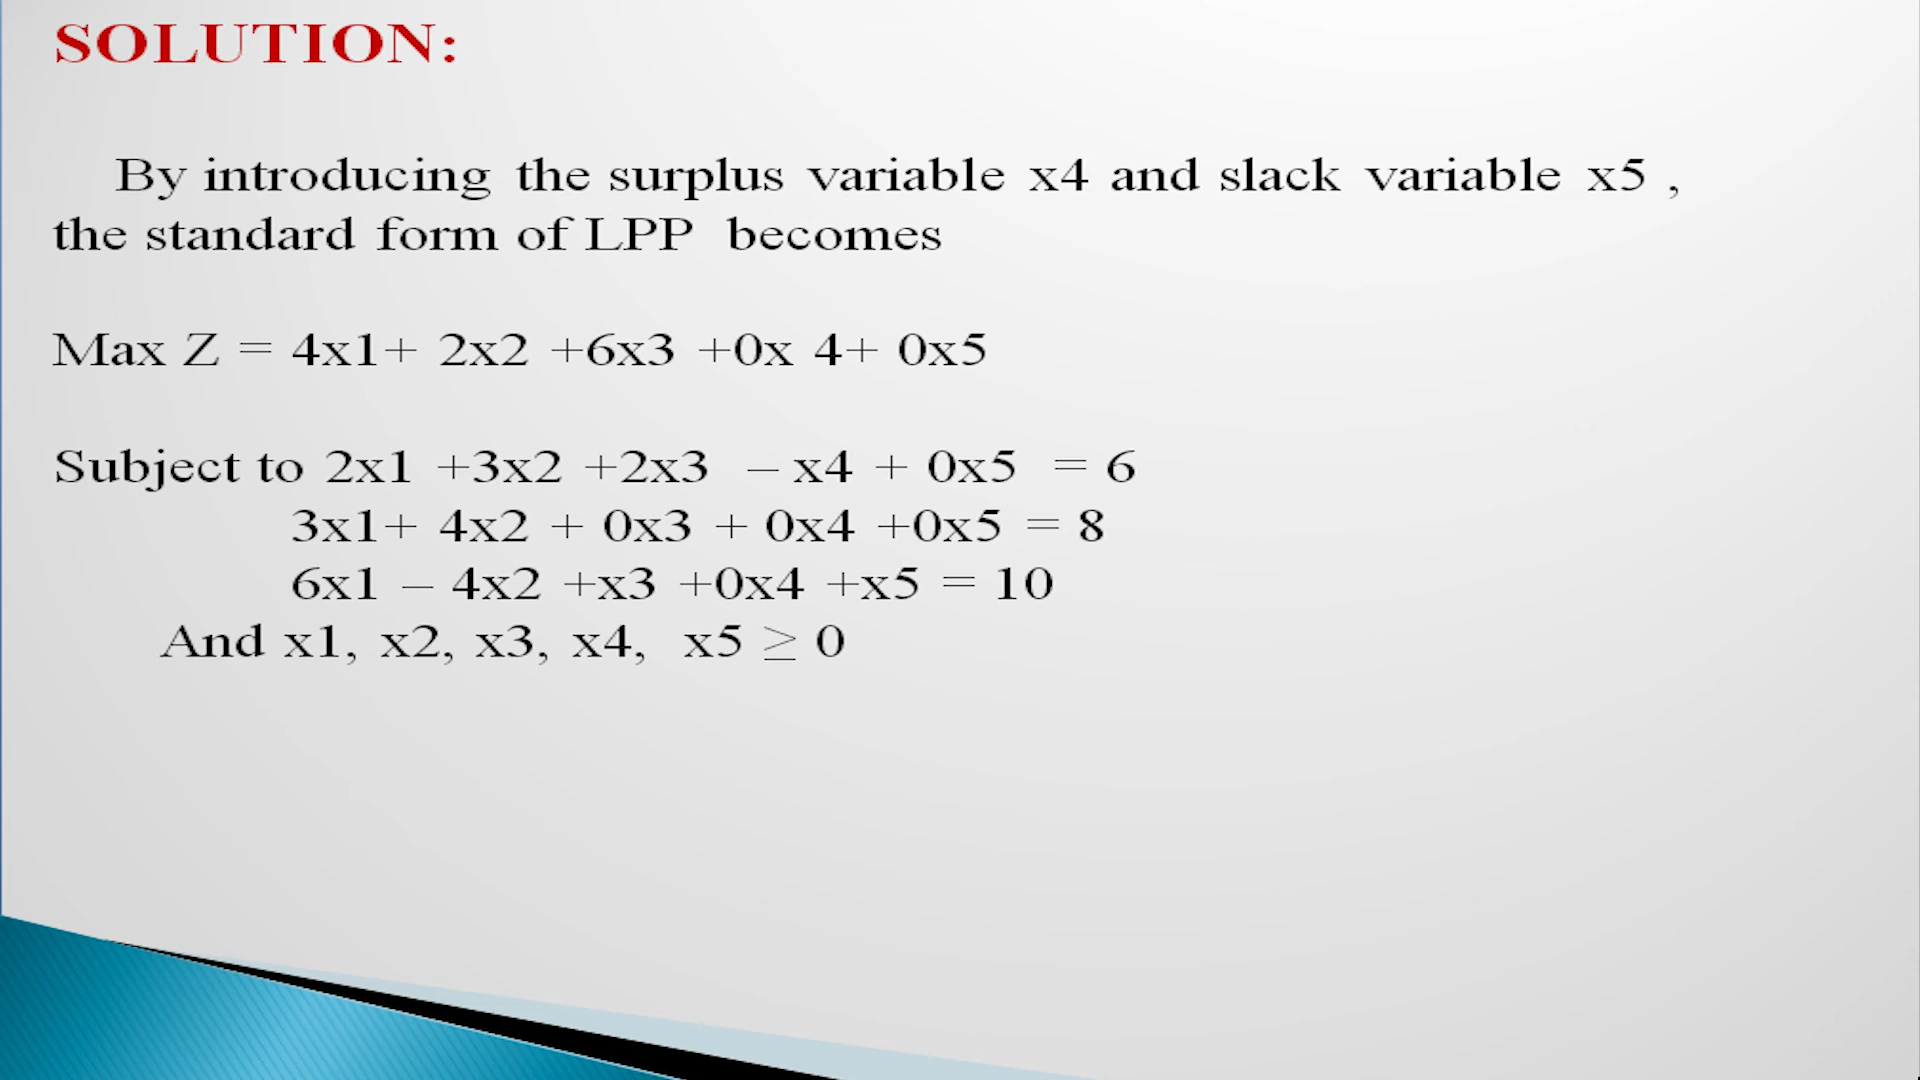 SOLUTION:
By introducing the surplus variable x4 and slack variable x5 ,
the standard form of LPP becomes
Max Z = 4x1+ 2x2 +6x3 +0x 4+ 0x5
Subject to 2x1 +3x2 +2x3 – x4 + 0x5 = 6
3x1+ 4x2 + 0x3 + 0x4 +0x5 = 8
6x1 – 4x2 +x3 +0x4 +x5 = 10
And x1, x2, x3, x4, x5 ≥ 0